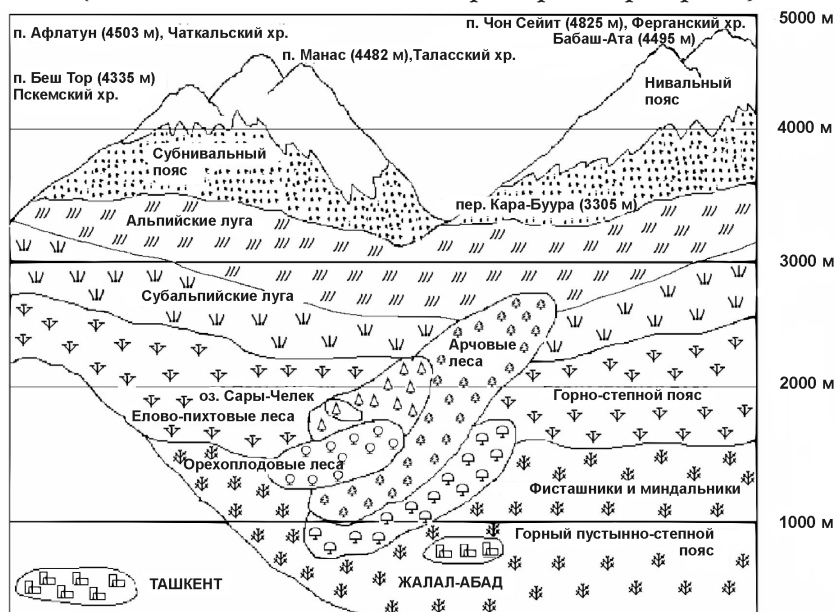 п. Чон Сейит (4825 м), Ферганский хр.
5000 м
п. Афлатун (4503 м), Чаткальский хр.
Бабаш-Ата (4495 м)
п. Манас (4482 м),Таласский хр.
п. Беш Тор (4335 м)
Пскемский хр.
Нивальный
пояс
4000 м
Субнивальный
пояс
пер. Кара-Буура (3305 м)
Альпийские луга
3000 м
Субальпийские луга
Арчовые
леса
2000 м
оз. Сары-Челек
Горно-степной пояс
Елово-пихтовые леса
Орехоплодовые леса
Фисташники и миндальники
1000 м
Горный пустынно-степной
пояс
ТАШКЕНТ
ЖАЛАЛ-АБАД